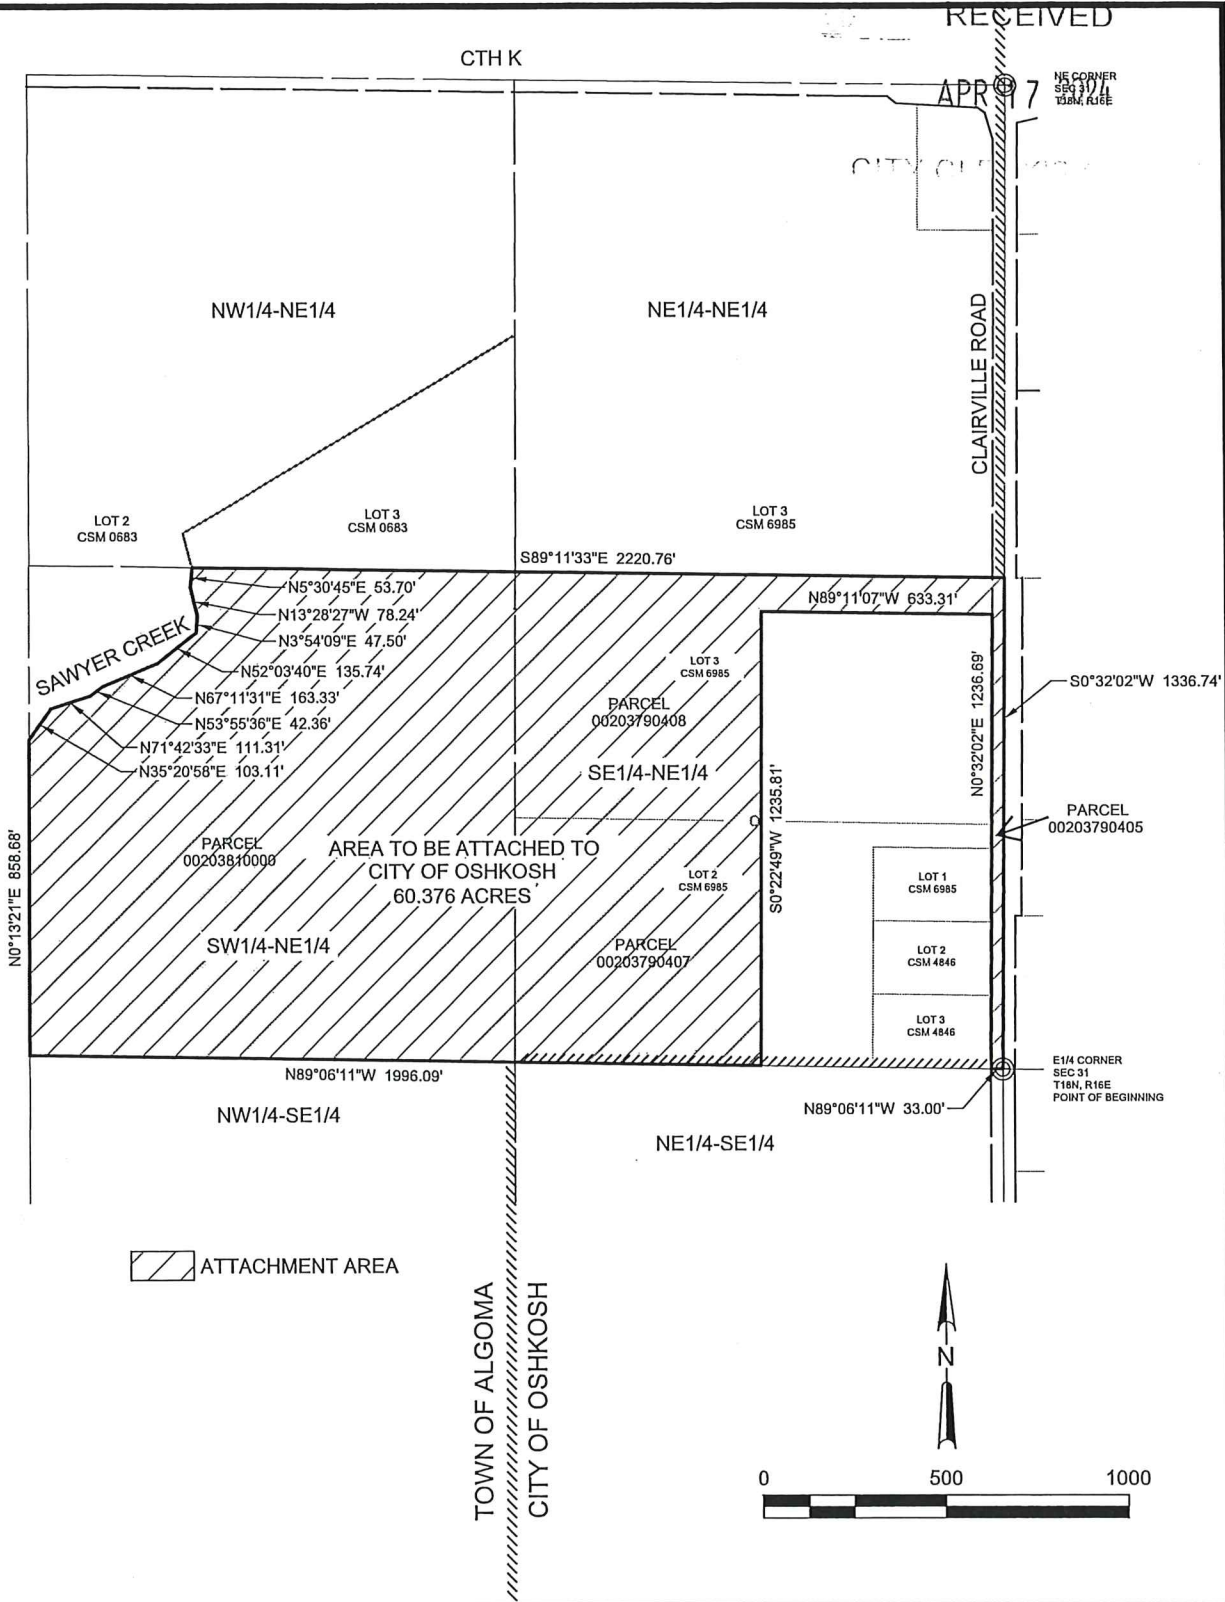 RECEIVED
CTH K
APR 17 2024
NE CORNER
SEC 31
T18N, R16E
NW1/4-NE1/4
NE1/4-NE1/4
CLAIRVILLE ROAD
LOT 2
CSM 0683
LOT 3
CSM 0683
LOT 3
CSM 6985
S89°11'33"E 2220.76'
N5°30'45"E 53.70'
N13°28'27"W 78.24'
N3°54'09"E 47.50'
N52°03'40"E 135.74'
N67°11'31"E 163.33'
N53°55'36"E 42.36'
N71°42'33"E 111.31'
N35°20'58"E 103.11'
SAWYER CREEK
N89°11'07"W 633.31'
LOT 3
CSM 6985
PARCEL
00203790408
SE1/4-NE1/4
N0°32'02"E 1236.69'
S0°32'02"W 1336.74'
S0°22'49"W 1235.81'
PARCEL
00203790405
N0°13'21"E 858.68'
PARCEL
00203810000
AREA TO BE ATTACHED TO
CITY OF OSHKOSH
60.376 ACRES
LOT 2
CSM 6985
LOT 1
CSM 6985
SW1/4-NE1/4
PARCEL
00203790407
LOT 2
CSM 4846
LOT 3
CSM 4846
N89°06'11"W 1996.09'
E1/4 CORNER
SEC 31
T18N, R16E
POINT OF BEGINNING
N89°06'11"W 33.00'
NW1/4-SE1/4
NE1/4-SE1/4
ATTACHMENT AREA
TOWN OF ALGOMA
CITY OF OSHKOSH
N
0 500 1000